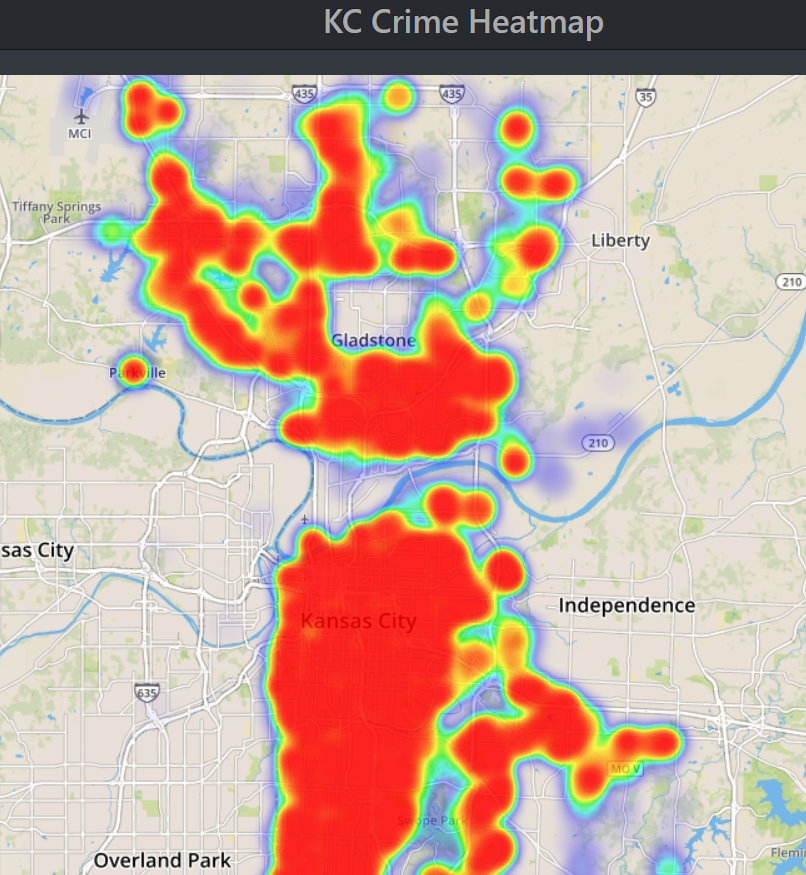 KC Crime Heatmap
435
435
35
MCI
Tiffany Springs
Park
Liberty
210
Gladstone
Parkville
210
sas City
Independence
Kansas City
635
MO V
Swope Park
Overland Park
Flemi